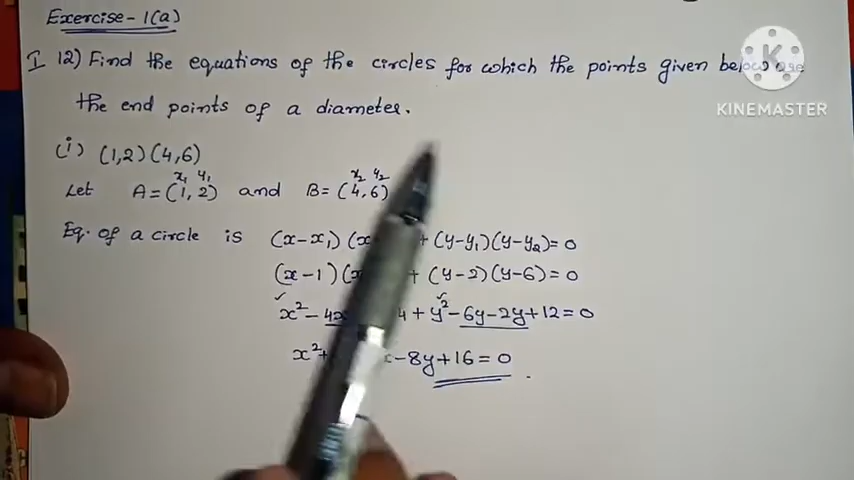 Exercise-1(a)
I 12) Find the equations of the circles for which the points given below are
the end points of a diameter.
(i) (1,2)(4,6)
x₁ y₁ x₂ y₂
Let A=(1,2) and B=(4,6)
Eq. of a circle is (x-x₁)(x + (y-y₁)(y-y₂)=0
(x-1)(x + (y-2)(y-6)=0
x²-4x 4+y²-6y-2y+12=0
x²+ x-8y+16=0
K
KINEMASTER